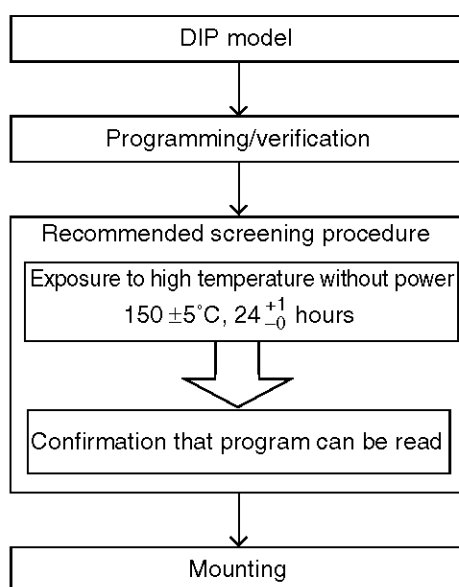 DIP model
Programming/verification
Recommended screening procedure
Exposure to high temperature without power
150 ±5°C, 24 +1 −0 hours
Confirmation that program can be read
Mounting